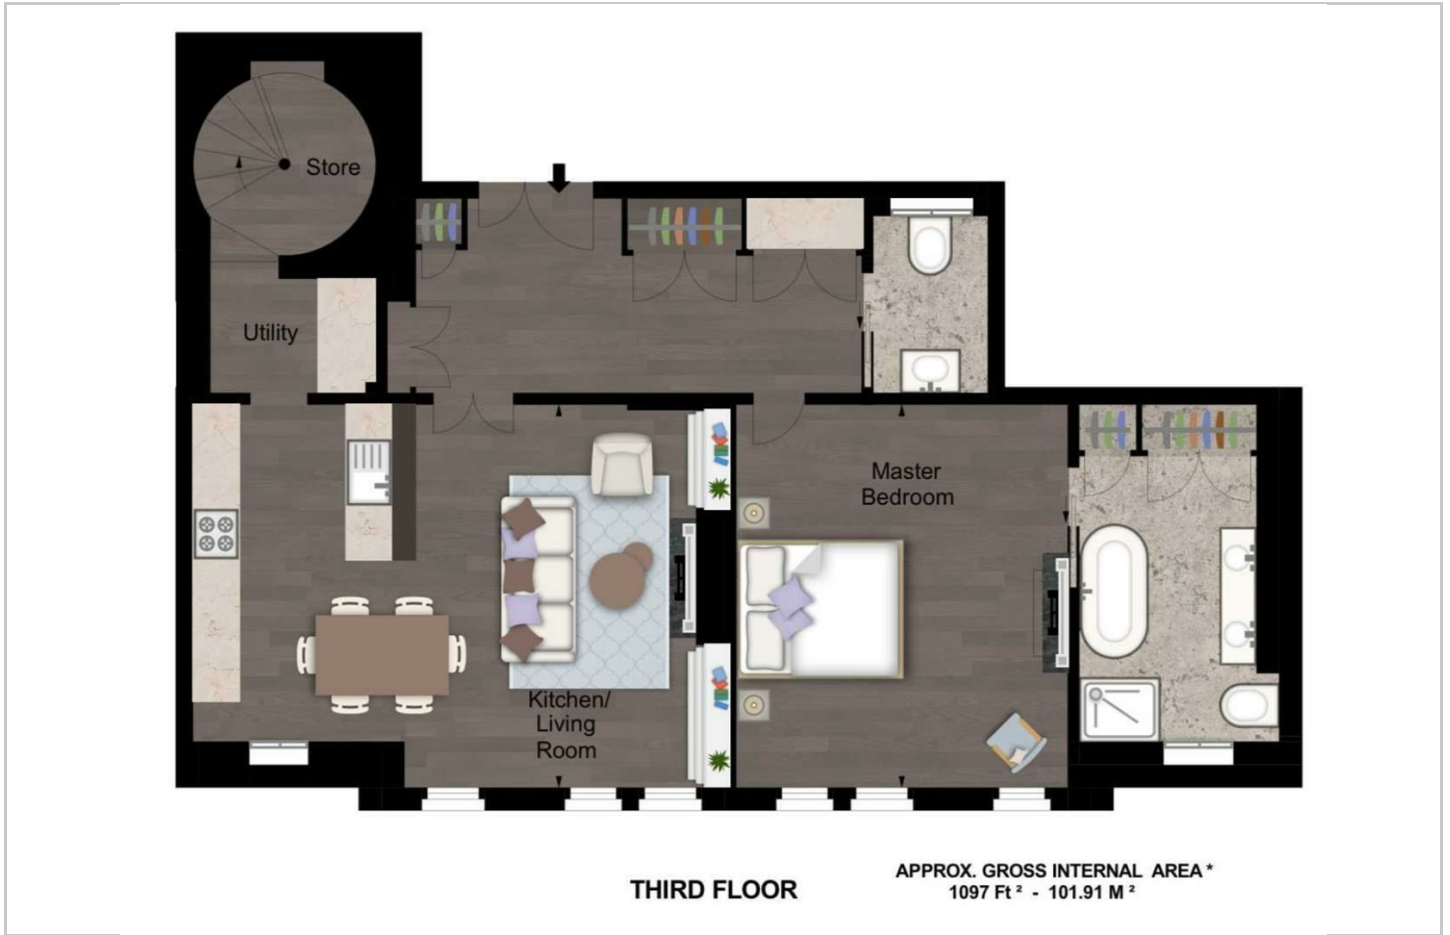 Store
Utility
Master
Bedroom
Kitchen/
Living
Room
THIRD FLOOR
APPROX. GROSS INTERNAL AREA *
1097 Ft ² - 101.91 M ²